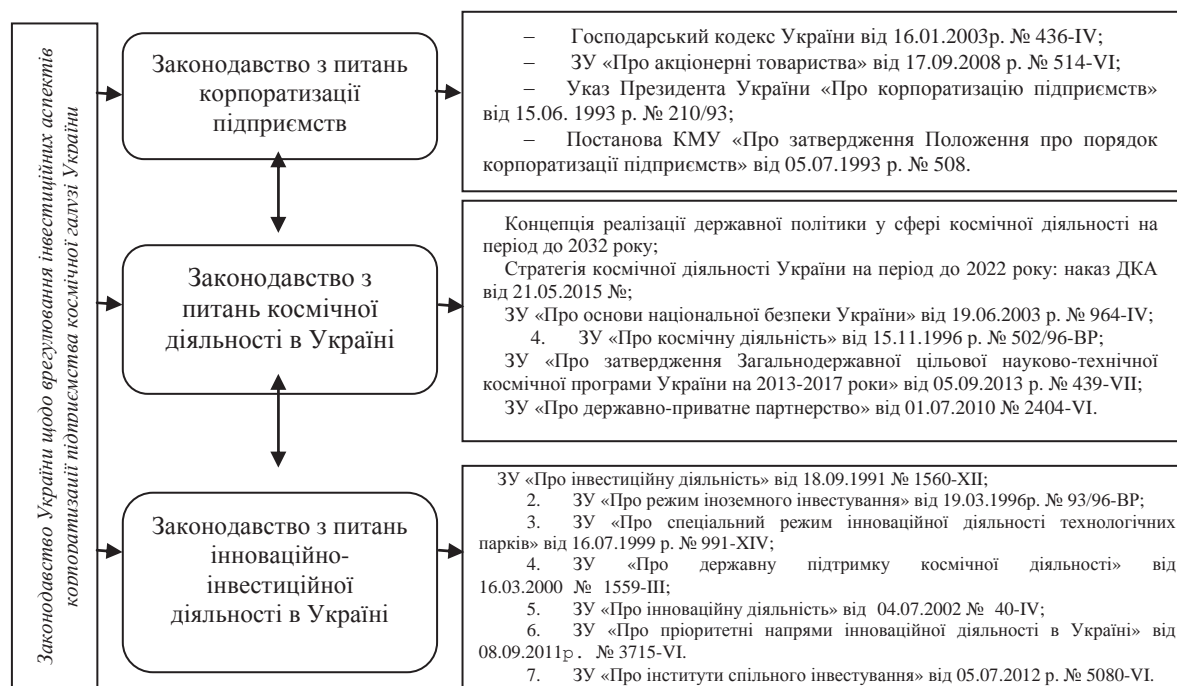 Законодавство України щодо врегулювання інвестиційних аспектів
корпоратизації підприємства космічної галузі України
Законодавство з питань
корпоратизації
підприємств
– Господарський кодекс України від 16.01.2003р. № 436-IV;
– ЗУ «Про акціонерні товариства» від 17.09.2008 р. № 514-VI;
– Указ Президента України «Про корпоратизацію підприємств»
від 15.06. 1993 р. № 210/93;
– Постанова КМУ «Про затвердження Положення про порядок
корпоратизації підприємств» від 05.07.1993 р. № 508.
Законодавство з
питань космічної
діяльності в Україні
Концепція реалізації державної політики у сфері космічної діяльності на
період до 2032 року;
Стратегія космічної діяльності України на період до 2022 року: наказ ДКА
від 21.05.2015 №;
ЗУ «Про основи національної безпеки України» від 19.06.2003 р. № 964-IV;
4. ЗУ «Про космічну діяльність» від 15.11.1996 р. № 502/96-ВР;
ЗУ «Про затвердження Загальнодержавної цільової науково-технічної
космічної програми України на 2013-2017 роки» від 05.09.2013 р. № 439-VII;
ЗУ «Про державно-приватне партнерство» від 01.07.2010 № 2404-VI.
Законодавство з питань
інноваційно-
інвестиційної
діяльності в Україні
ЗУ «Про інвестиційну діяльність» від 18.09.1991 № 1560-XII;
2. ЗУ «Про режим іноземного інвестування» від 19.03.1996р. № 93/96-ВР;
3. ЗУ «Про спеціальний режим інноваційної діяльності технологічних
парків» від 16.07.1999 р. № 991-XIV;
4. ЗУ «Про державну підтримку космічної діяльності» від
16.03.2000 № 1559-III;
5. ЗУ «Про інноваційну діяльність» від 04.07.2002 № 40-IV;
6. ЗУ «Про пріоритетні напрями інноваційної діяльності в Україні» від
08.09.2011р. № 3715-VI.
7. ЗУ «Про інститути спільного інвестування» від 05.07.2012 р. № 5080-VI.